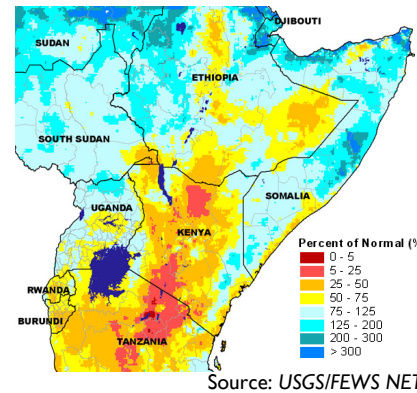 DJIBOUTI
SUDAN
ETHIOPIA
SOUTH SUDAN
SOMALIA
UGANDA
KENYA
RWANDA
BURUNDI
TANZANIA
Percent of Normal (%
0 - 5
5 - 25
25 - 50
50 - 75
75 - 125
125 - 200
200 - 300
> 300
Source: USGS/FEWS NET